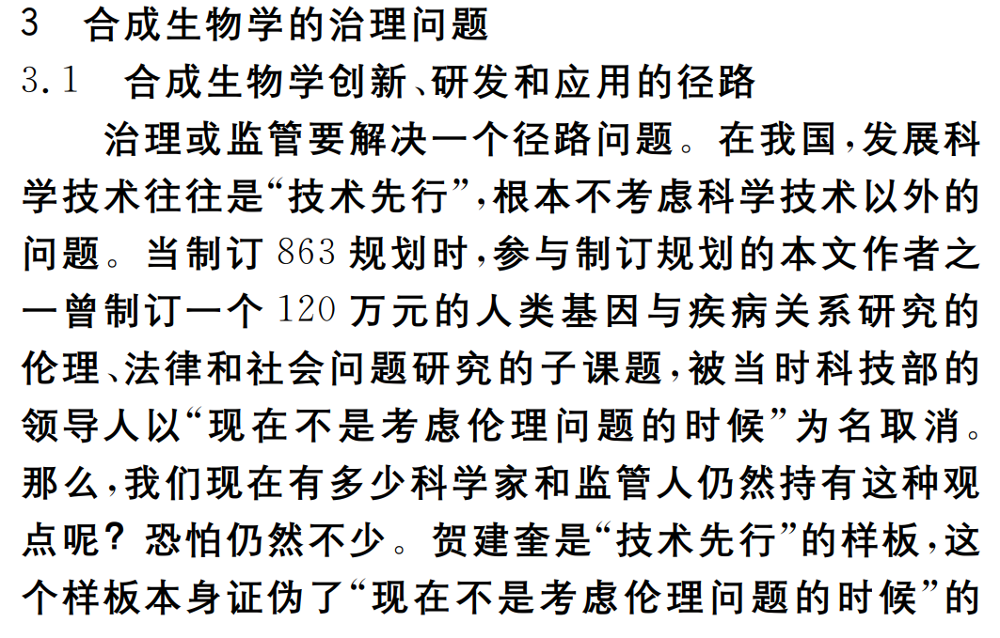 3 合成生物学的治理问题
3.1 合成生物学创新、研发和应用的径路
治理或监管要解决一个径路问题。在我国,发展科
学技术往往是“技术先行”,根本不考虑科学技术以外的
问题。当制订 863 规划时,参与制订规划的本文作者之
一曾制订一个 120 万元的人类基因与疾病关系研究的
伦理、法律和社会问题研究的子课题,被当时科技部的
领导人以“现在不是考虑伦理问题的时候”为名取消。
那么,我们现在有多少科学家和监管人仍然持有这种观
点呢? 恐怕仍然不少。贺建奎是“技术先行”的样板,这
个样板本身证伪了“现在不是考虑伦理问题的时候”的